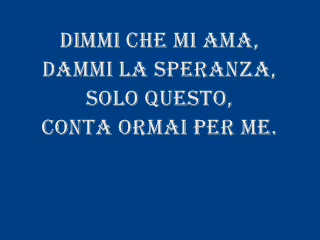 DIMMI CHE MI AMA,
DAMMI LA SPERANZA,
SOLO QUESTO,
CONTA ORMAI PER ME.